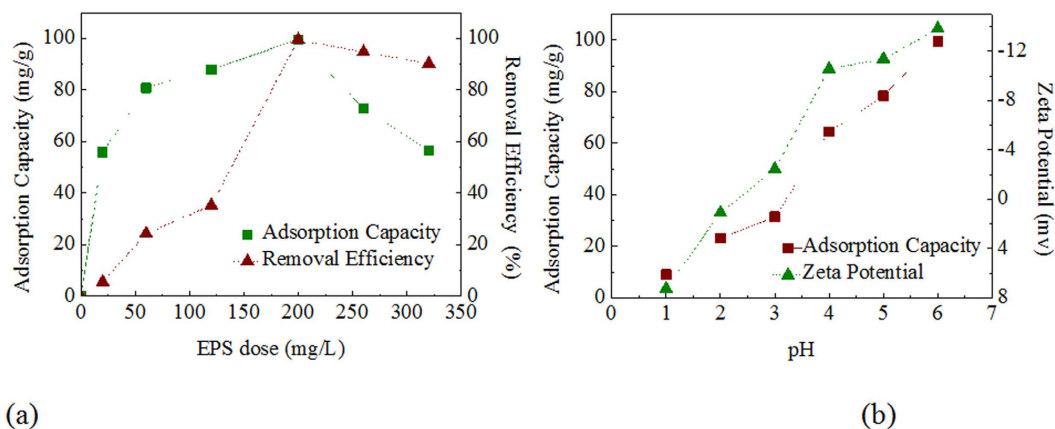 Adsorption Capacity (mg/g)
100
80
60
40
20
0
0 50 100 150 200 250 300 350
EPS dose (mg/L)
Adsorption Capacity
Removal Efficiency
100
80
60
40
20
0
Removal Efficiency (%)
(a)
Adsorption Capacity (mg/g)
100
80
60
40
20
0
0 1 2 3 4 5 6 7
pH
Adsorption Capacity
Zeta Potential
-12
-8
-4
0
4
8
Zeta Potential (mv)
(b)